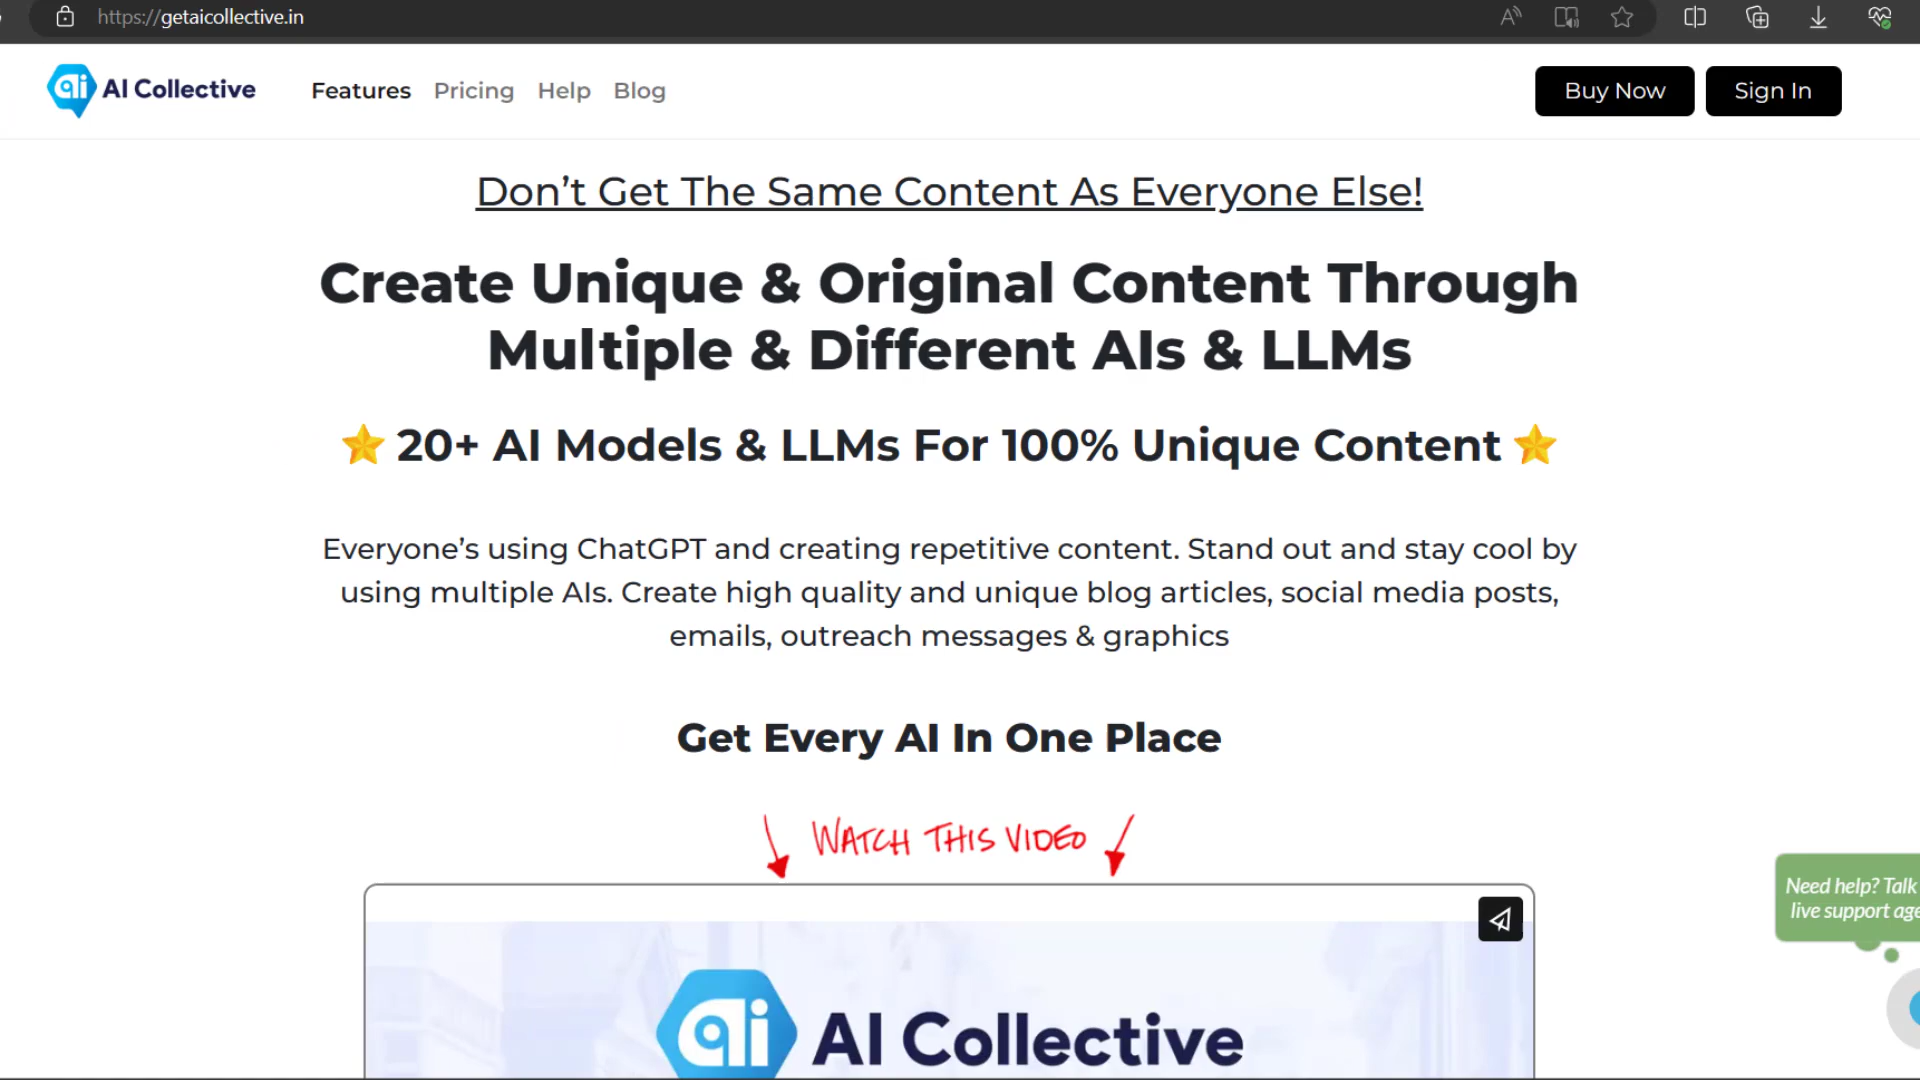 https://getaicollective.in
ai AI Collective
Features Pricing Help Blog
Buy Now Sign In
Don’t Get The Same Content As Everyone Else!
Create Unique & Original Content Through
Multiple & Different AIs & LLMs
20+ AI Models & LLMs For 100% Unique Content
Everyone’s using ChatGPT and creating repetitive content. Stand out and stay cool by
using multiple AIs. Create high quality and unique blog articles, social media posts,
emails, outreach messages & graphics
Get Every AI In One Place
WATCH THIS VIDEO
Need help? Talk
live support age
ai AI Collective